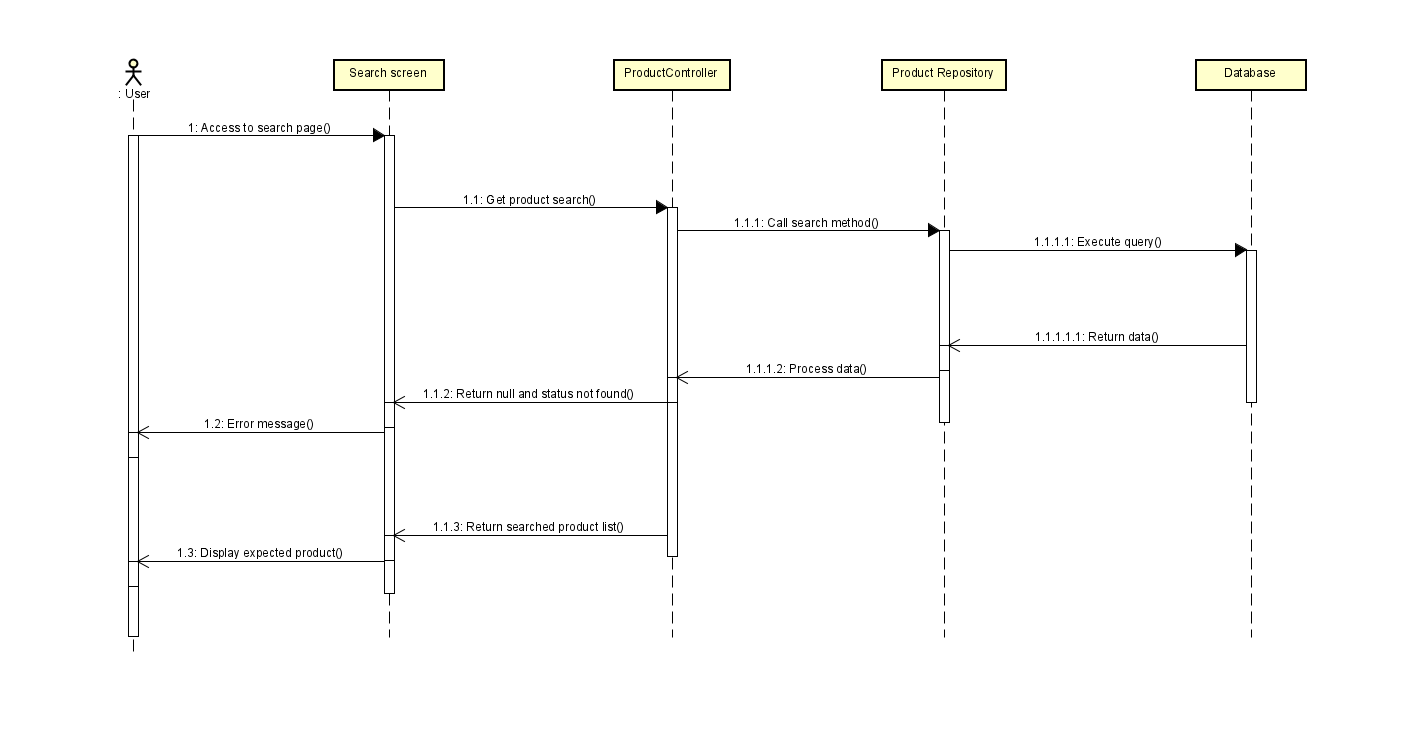 : User
Search screen
ProductController
Product Repository
Database
1: Access to search page()
1.1: Get product search()
1.1.1: Call search method()
1.1.1.1: Execute query()
1.1.1.1.1: Return data()
1.1.1.2: Process data()
1.1.2: Return null and status not found()
1.2: Error message()
1.1.3: Return searched product list()
1.3: Display expected product()